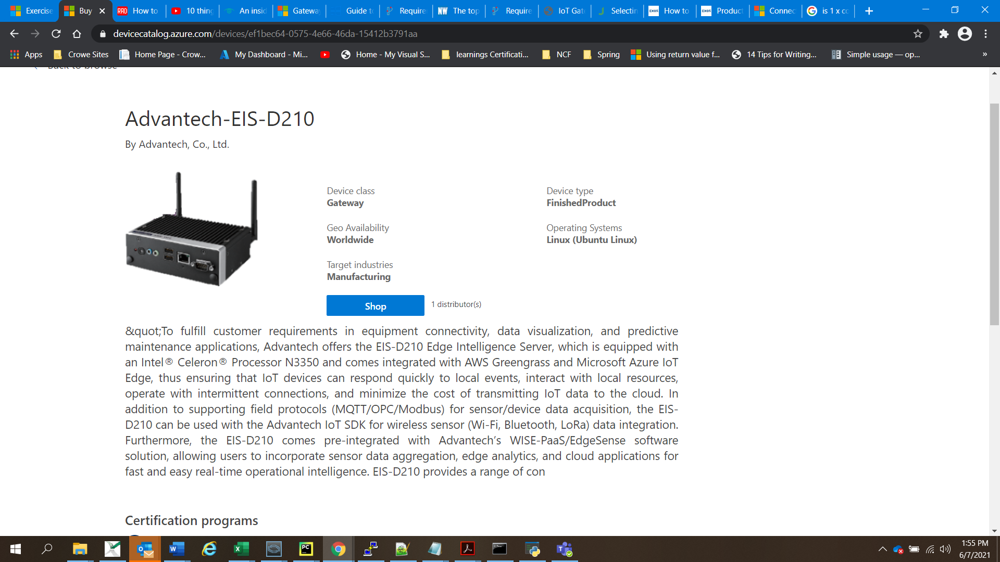 Exercise
Buy
How to
10 thing
An insid
Gateway
Guide to
Require
The top
Require
IoT Gat
Selectin
How to
Product
Connec
is 1 x co
devicecatalog.azure.com/devices/ef1bec64-0575-4e66-46da-15412b3791aa
Apps
Crowe Sites
Home Page - Crow...
My Dashboard - Mi...
Home - My Visual S...
learnings Certificati...
NCF
Spring
Using return value f...
14 Tips for Writing...
Simple usage — op...
»
Back to browse
Advantech-EIS-D210
By Advantech, Co., Ltd.
Device class
Gateway
Device type
FinishedProduct
Geo Availability
Worldwide
Operating Systems
Linux (Ubuntu Linux)
Target industries
Manufacturing
Shop
1 distributor(s)
&quot;To fulfill customer requirements in equipment connectivity, data visualization, and predictive
maintenance applications, Advantech offers the EIS-D210 Edge Intelligence Server, which is equipped with
an Intel® Celeron® Processor N3350 and comes integrated with AWS Greengrass and Microsoft Azure IoT
Edge, thus ensuring that IoT devices can respond quickly to local events, interact with local resources,
operate with intermittent connections, and minimize the cost of transmitting IoT data to the cloud. In
addition to supporting field protocols (MQTT/OPC/Modbus) for sensor/device data acquisition, the EIS-
D210 can be used with the Advantech IoT SDK for wireless sensor (Wi-Fi, Bluetooth, LoRa) data integration.
Furthermore, the EIS-D210 comes pre-integrated with Advantech’s WISE-PaaS/EdgeSense software
solution, allowing users to incorporate sensor data aggregation, edge analytics, and cloud applications for
fast and easy real-time operational intelligence. EIS-D210 provides a range of con
Certification programs
1:55 PM
6/7/2021